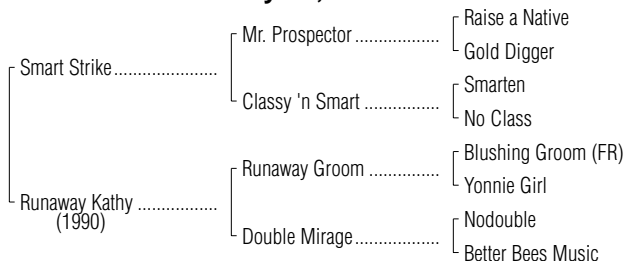 Raise a Native
Mr. Prospector ...................
Gold Digger
Smart Strike.......................
Smarten
Classy 'n Smart .................
No Class
Blushing Groom (FR)
Runaway Groom ................
Yonnie Girl
Runaway Kathy ..................
(1990)
Nodouble
Double Mirage...................
Better Bees Music